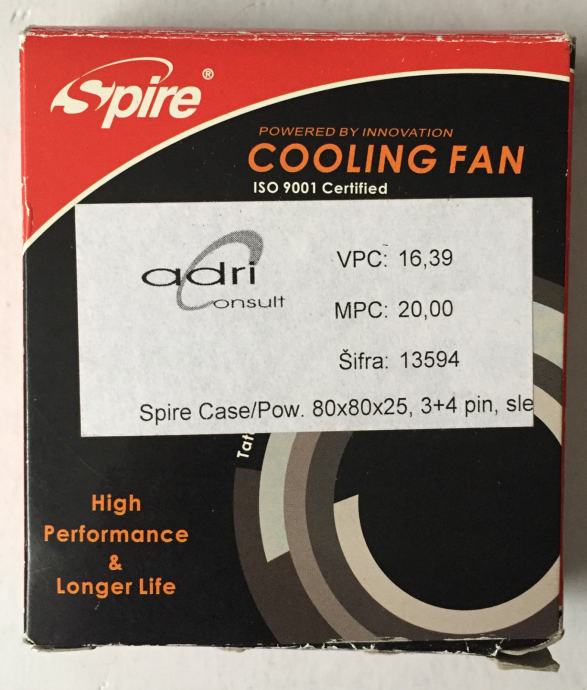 Spire®
POWERED BY INNOVATION
COOLING FAN
ISO 9001 Certified
adri
Consult
VPC: 16,39
MPC: 20,00
Šifra: 13594
Spire Case/Pow. 80x80x25, 3+4 pin, sle
Tat
High
Performance
&
Longer Life